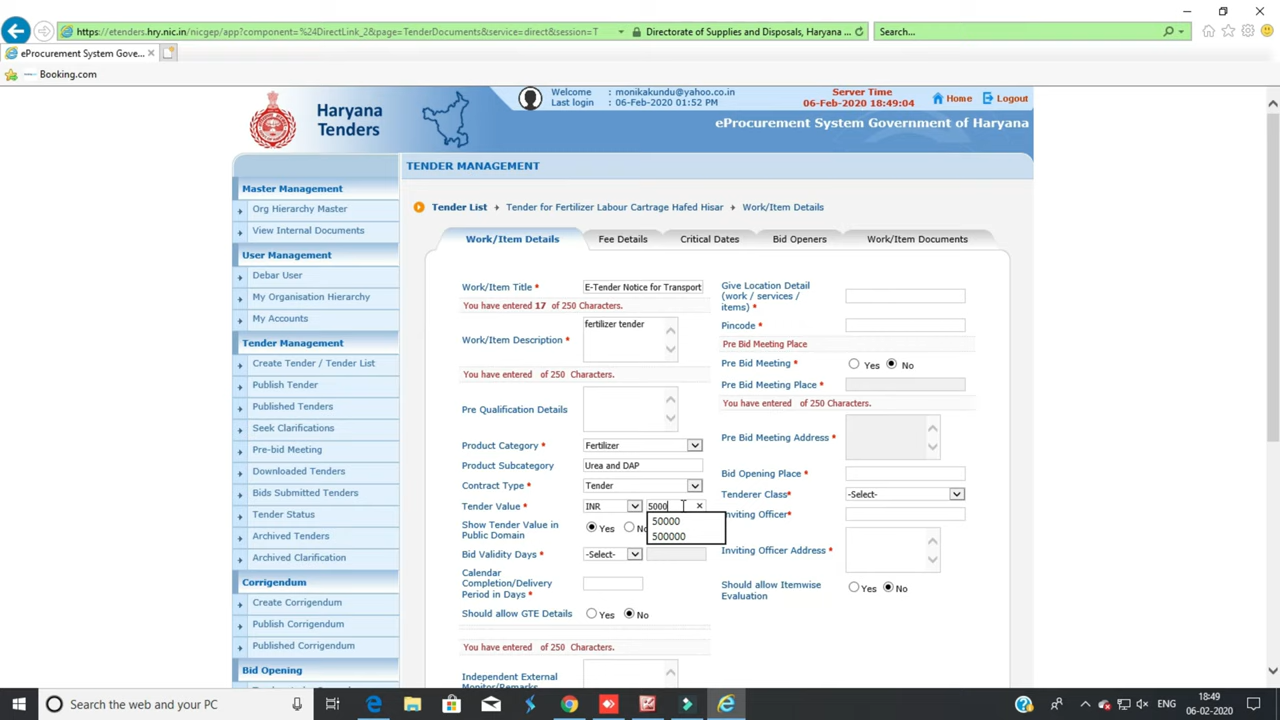 https://etenders.hry.nic.in/nicgep/app?component=%24DirectLink_2&page=TenderDocuments&service=direct&session=T
Directorate of Supplies and Disposals, Haryana ...
Search...
eProcurement System Gove...
Booking.com
Haryana
Tenders
Welcome : monikakundu@yahoo.co.in
Last login : 06-Feb-2020 01:52 PM
Server Time
06-Feb-2020 18:49:04
Home
Logout
eProcurement System Government of Haryana
TENDER MANAGEMENT
Master Management
Org Hierarchy Master
View Internal Documents
User Management
Debar User
My Organisation Hierarchy
My Accounts
Tender Management
Create Tender / Tender List
Publish Tender
Published Tenders
Seek Clarifications
Pre-bid Meeting
Downloaded Tenders
Bids Submitted Tenders
Tender Status
Archived Tenders
Archived Clarification
Corrigendum
Create Corrigendum
Publish Corrigendum
Published Corrigendum
Bid Opening
Tender List
Tender for Fertilizer Labour Cartrage Hafed Hisar
Work/Item Details
Work/Item Details
Fee Details
Critical Dates
Bid Openers
Work/Item Documents
Work/Item Title * E-Tender Notice for Transport
You have entered 17 of 250 Characters.
Work/Item Description * fertilizer tender
You have entered of 250 Characters.
Pre Qualification Details
Product Category * Fertilizer
Product Subcategory Urea and DAP
Contract Type * Tender
Tender Value * INR 5000
50000
500000
Show Tender Value in
Public Domain
Yes No
Bid Validity Days * -Select-
Calendar
Completion/Delivery
Period in Days *
Should allow GTE Details Yes No
You have entered of 250 Characters.
Independent External
Monitor/Remarks
Give Location Detail
(work / services /
items) *
Pincode *
Pre Bid Meeting Place
Pre Bid Meeting * Yes No
Pre Bid Meeting Place *
You have entered of 250 Characters.
Pre Bid Meeting Address *
Bid Opening Place *
Tenderer Class* -Select-
Inviting Officer*
Inviting Officer Address *
Should allow Itemwise
Evaluation
Yes No
Search the web and your PC
ENG
18:49
06-02-2020